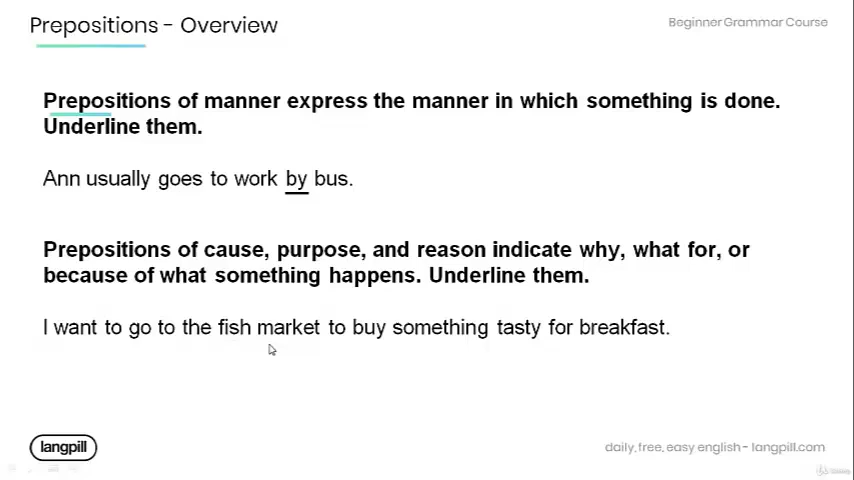 Prepositions - Overview
Beginner Grammar Course
Prepositions of manner express the manner in which something is done.
Underline them.
Ann usually goes to work by bus.
Prepositions of cause, purpose, and reason indicate why, what for, or
because of what something happens. Underline them.
I want to go to the fish market to buy something tasty for breakfast.
langpill
daily, free, easy english - langpill.com